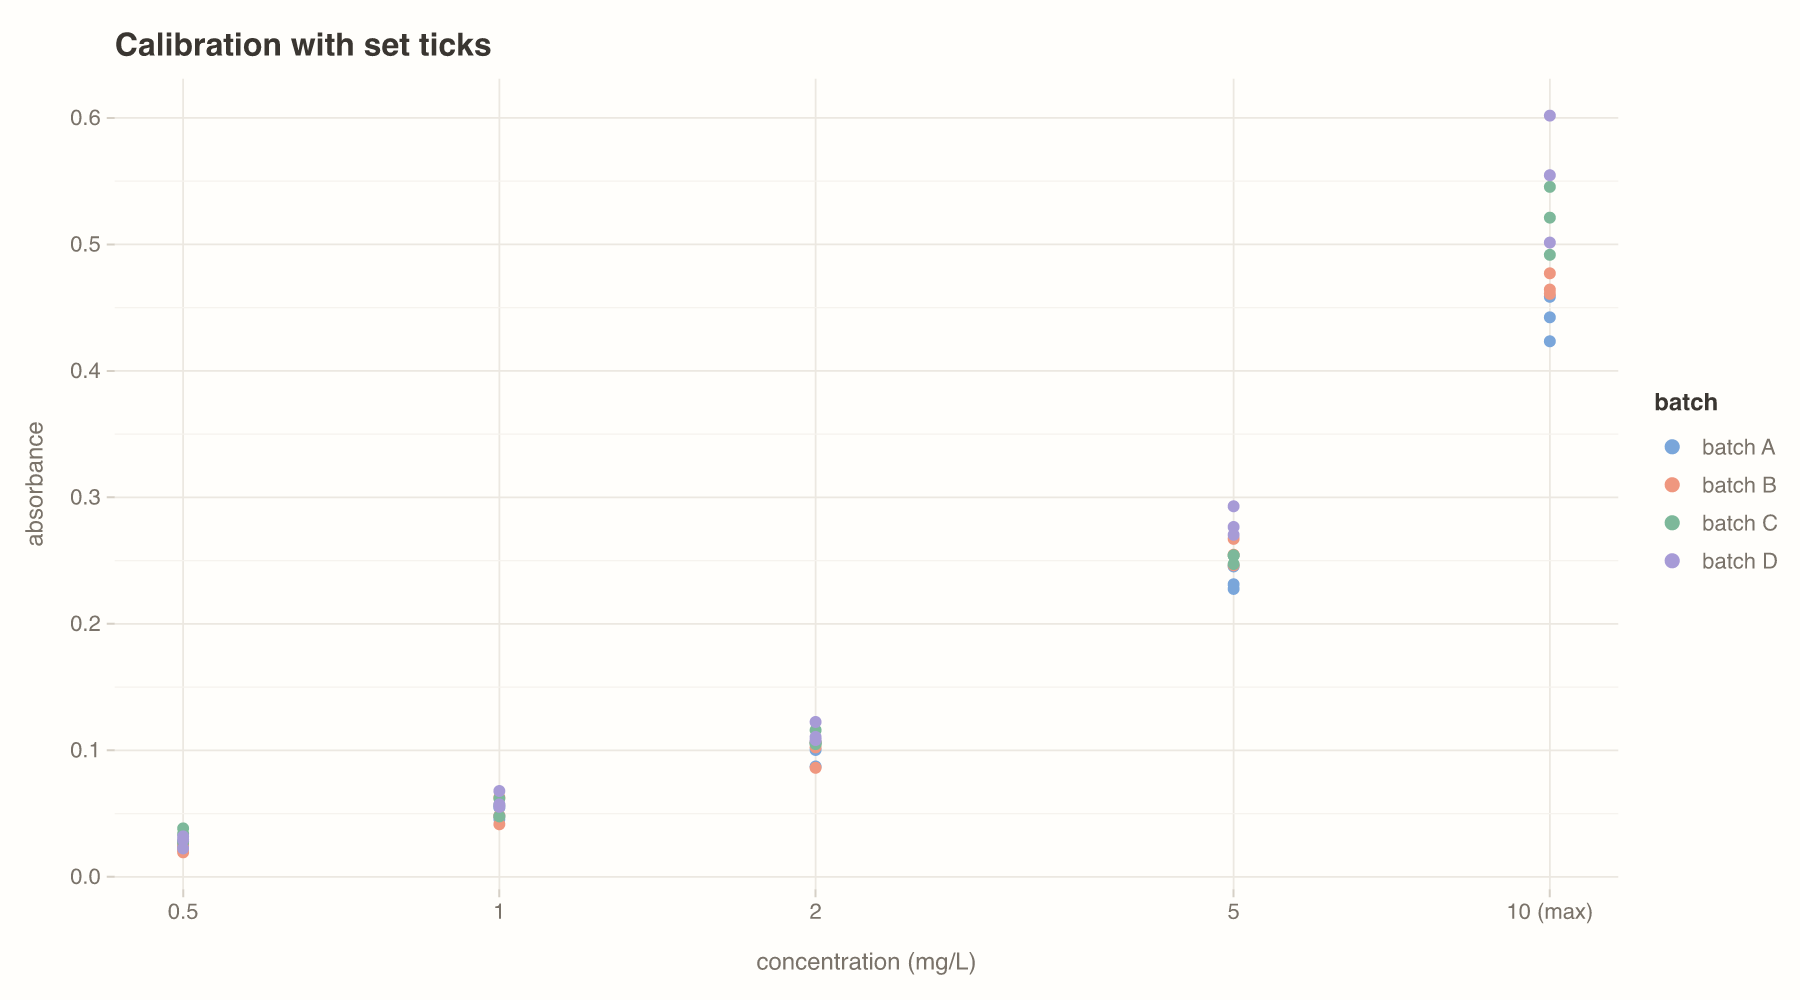 Calibration with set ticks
0.6
0.5
0.4
0.3
0.2
0.1
0.0
absorbance
0.5
1
2
5
10 (max)
concentration (mg/L)
batch
batch A
batch B
batch C
batch D